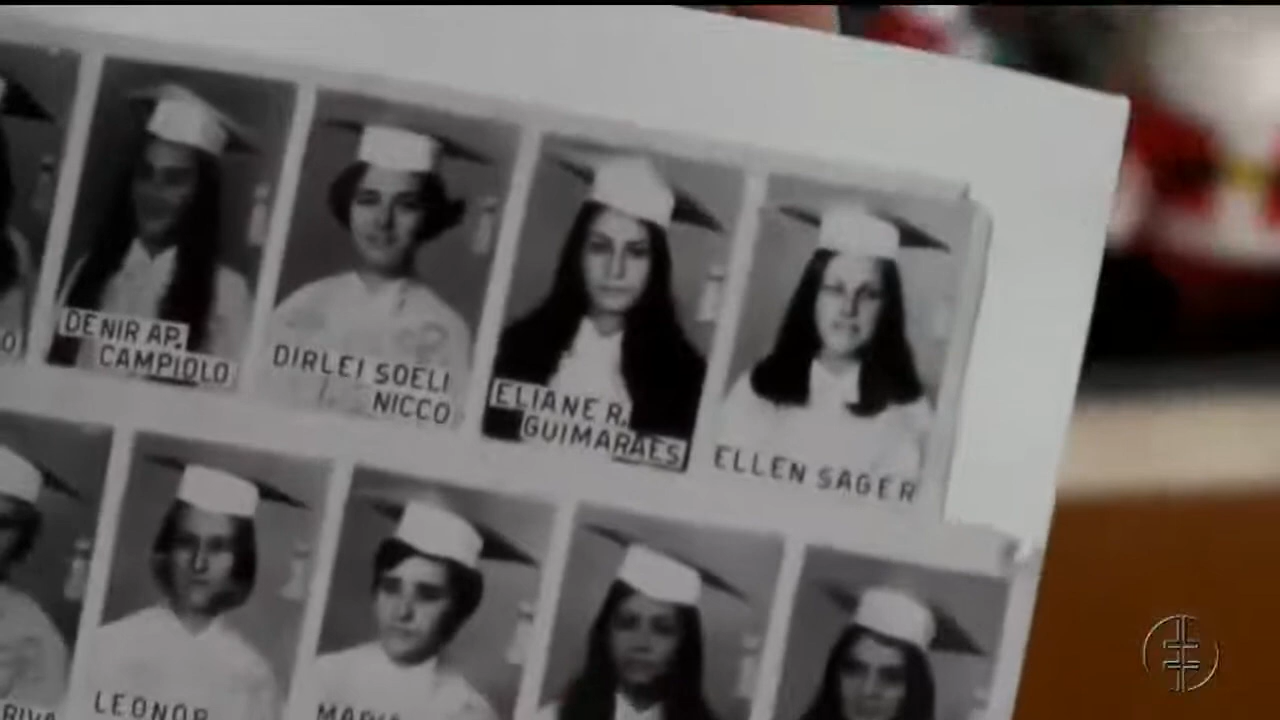 DENIR AP.
CAMPIOLO
DIRLEI SOELI
NICCO
ELIANE R.
GUIMARAES
ELLEN SAGER
LEONOR